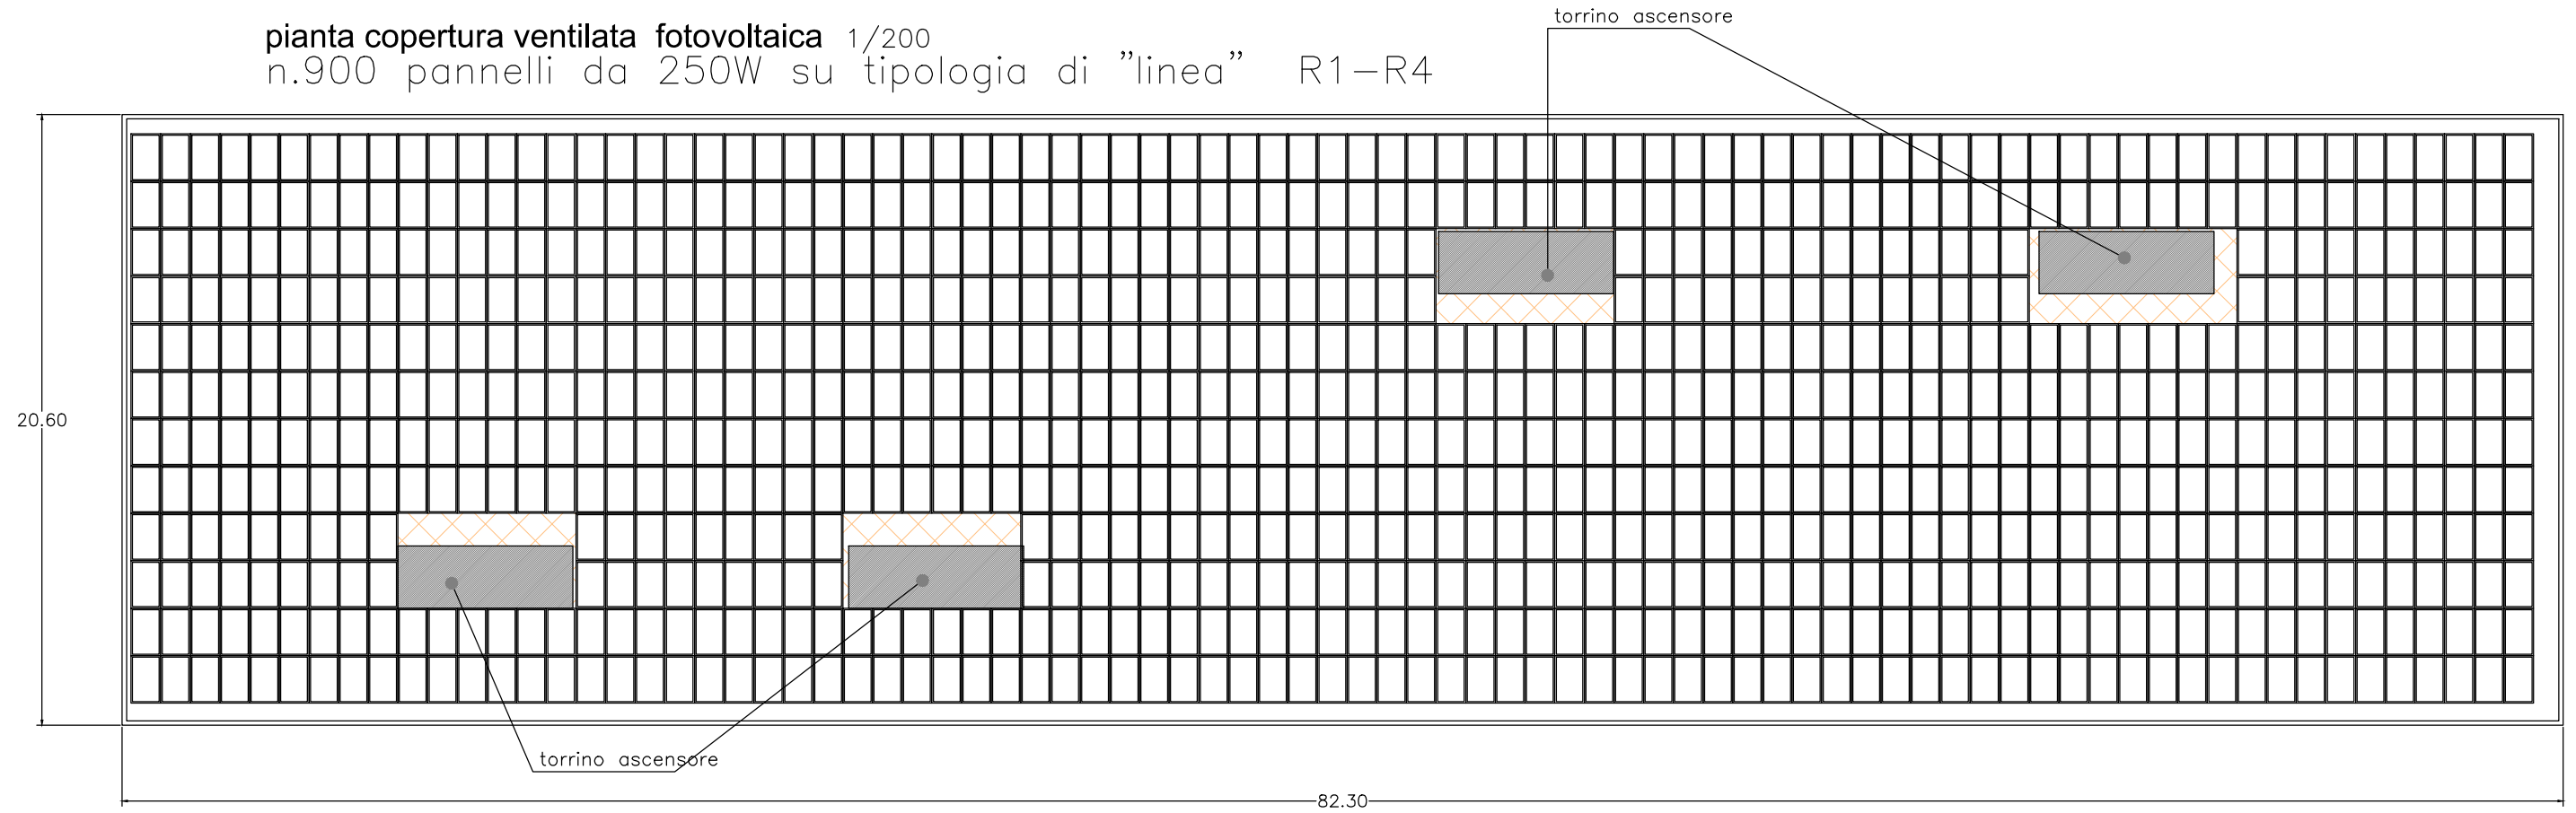 torrino ascensore
pianta copertura ventilata fotovoltaica 1/200
n.900 pannelli da 250W su tipologia di "linea" R1-R4
20.60
torrino ascensore
82.30